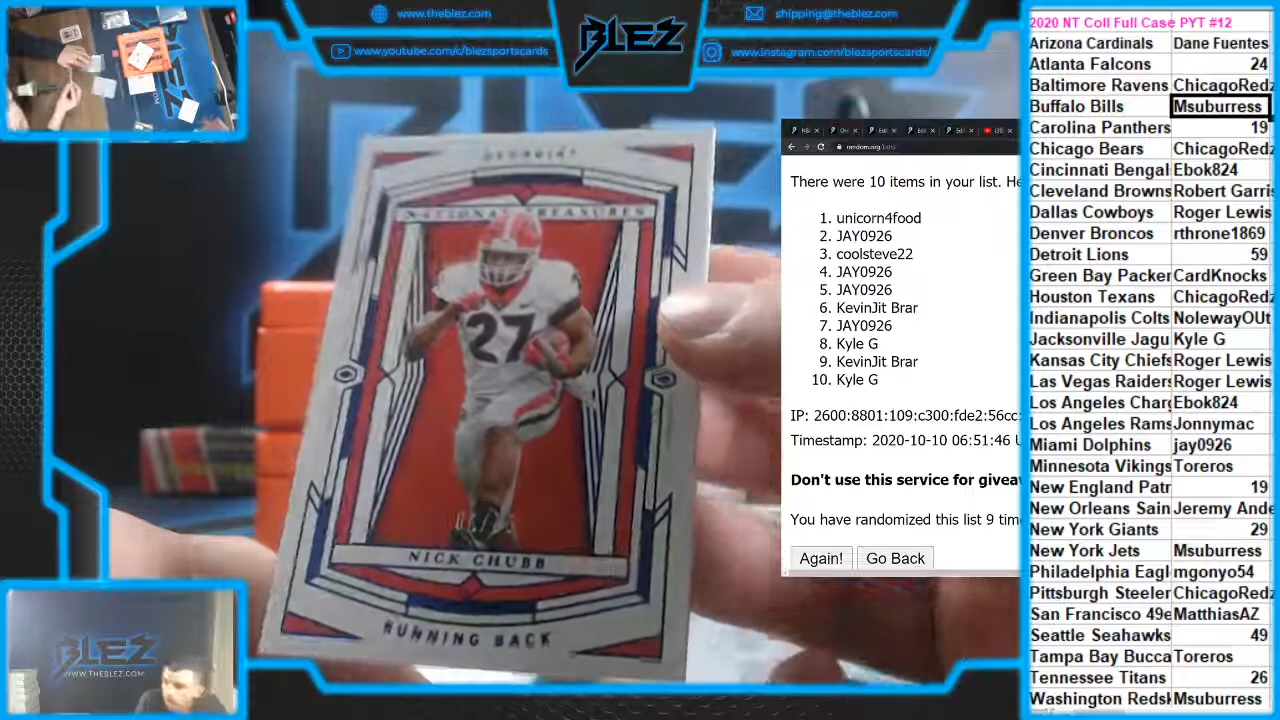 www.theblez.com
www.youtube.com/c/blezsportscards
BLEZ
shipping@theblez.com
www.instagram.com/blezsportscards/
GEORGIA
NATIONAL TREASURES
27
NICK CHUBB
RUNNING BACK
BLEZ
WWW.THEBLEZ.COM
random.org/lists/
There were 10 items in your list. He
1. unicorn4food
2. JAY0926
3. coolsteve22
4. JAY0926
5. JAY0926
6. KevinJit Brar
7. JAY0926
8. Kyle G
9. KevinJit Brar
10. Kyle G
IP: 2600:8801:109:c300:fde2:56cc:
Timestamp: 2020-10-10 06:51:46 U
Don't use this service for giveaw
You have randomized this list 9 tim
Again! Go Back
2020 NT Coll Full Case PYT #12
Arizona Cardinals Dane Fuentes
Atlanta Falcons 24
Baltimore Ravens ChicagoRedz
Buffalo Bills Msuburress
Carolina Panthers 19
Chicago Bears ChicagoRedz
Cincinnati Bengal Ebok824
Cleveland Browns Robert Garris
Dallas Cowboys Roger Lewis
Denver Broncos rthrone1869
Detroit Lions 59
Green Bay Packer CardKnocks
Houston Texans ChicagoRedz
Indianapolis Colts NolewayOUt
Jacksonville Jagu Kyle G
Kansas City Chiefs Roger Lewis
Las Vegas Raiders Roger Lewis
Los Angeles Charg Ebok824
Los Angeles Rams Jonnymac
Miami Dolphins jay0926
Minnesota Vikings Toreros
New England Patr 19
New Orleans Sain Jeremy Ande
New York Giants 29
New York Jets Msuburress
Philadelphia Eagl mgonyo54
Pittsburgh Steeler ChicagoRedz
San Francisco 49e MatthiasAZ
Seattle Seahawks 49
Tampa Bay Bucca Toreros
Tennessee Titans 26
Washington Redsk Msuburress